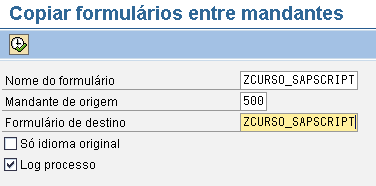 Copiar formulários entre mandantes
Nome do formulário ZCURSO_SAPSCRIPT
Mandante de origem 500
Formulário de destino ZCURSO_SAPSCRIPT
Só idioma original
Log processo